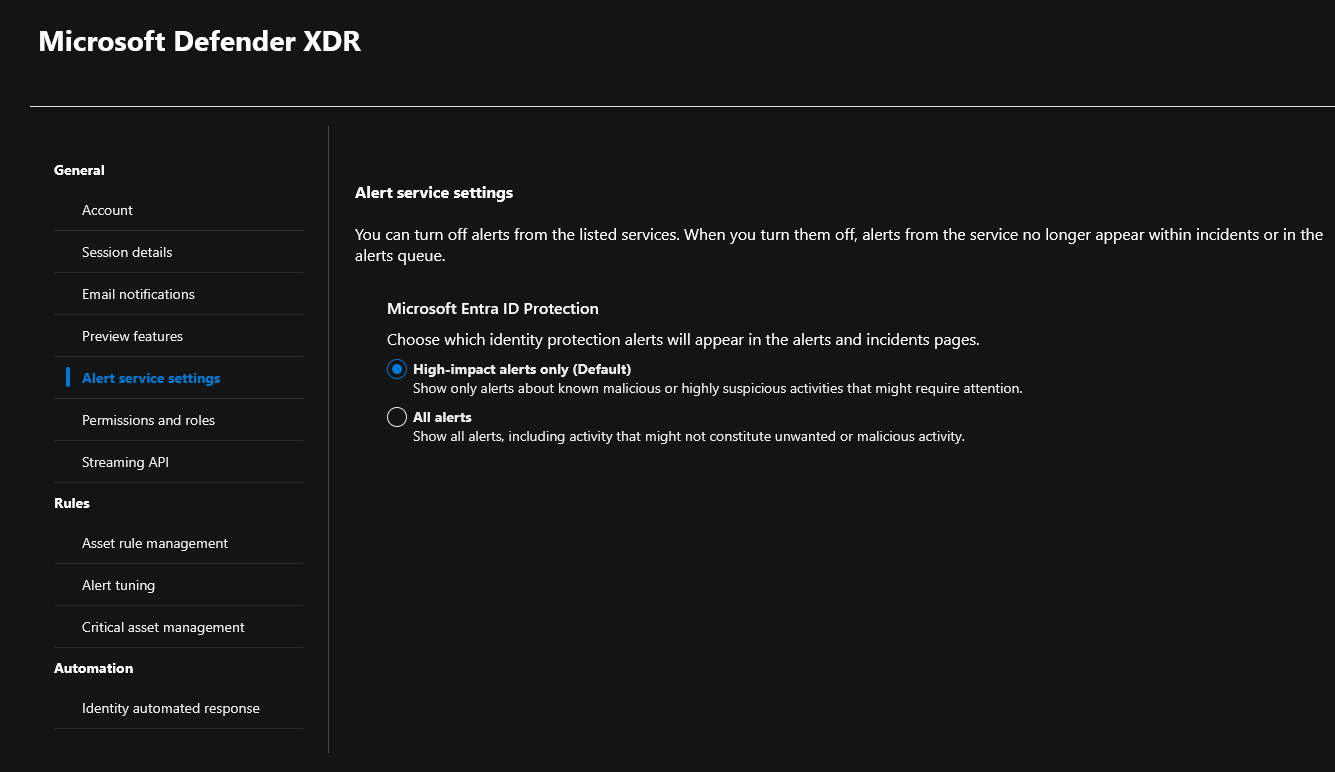 Microsoft Defender XDR
General
Account
Session details
Email notifications
Preview features
Alert service settings
Permissions and roles
Streaming API
Rules
Asset rule management
Alert tuning
Critical asset management
Automation
Identity automated response
Alert service settings
You can turn off alerts from the listed services. When you turn them off, alerts from the service no longer appear within incidents or in the
alerts queue.
Microsoft Entra ID Protection
Choose which identity protection alerts will appear in the alerts and incidents pages.
High-impact alerts only (Default)
Show only alerts about known malicious or highly suspicious activities that might require attention.
All alerts
Show all alerts, including activity that might not constitute unwanted or malicious activity.